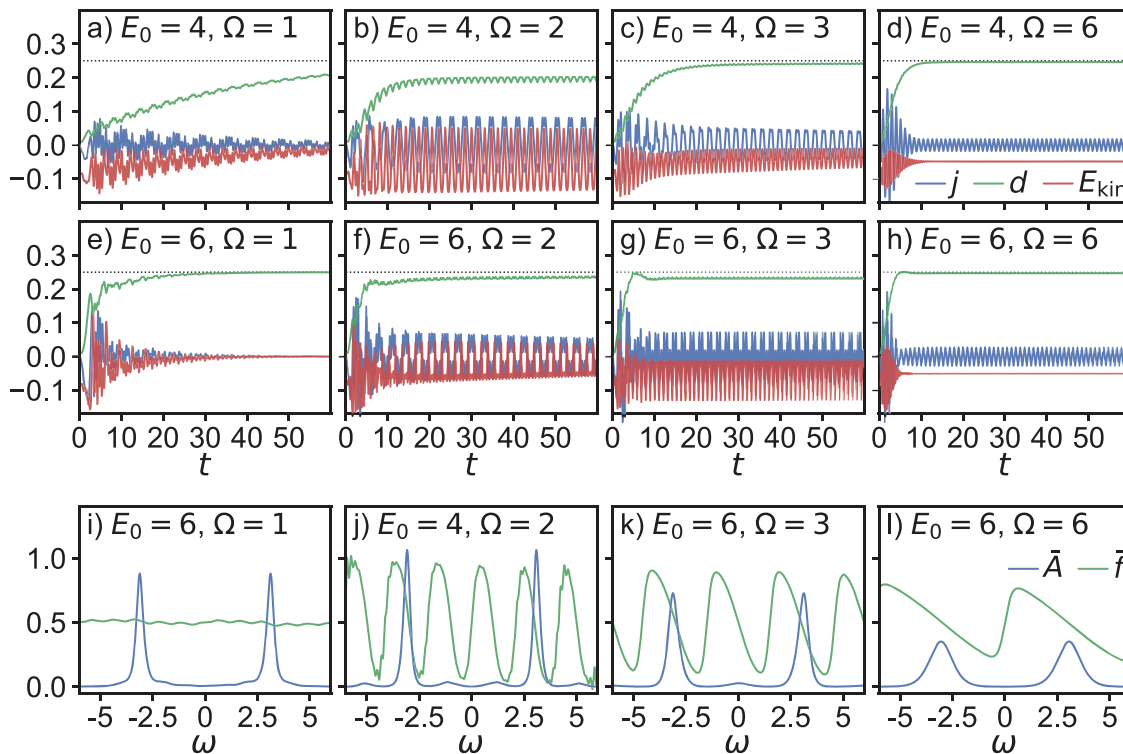 a) E₀ = 4, Ω = 1
b) E₀ = 4, Ω = 2
c) E₀ = 4, Ω = 3
d) E₀ = 4, Ω = 6
0.3
0.2
0.1
0.0
−0.1
j d E_kin
e) E₀ = 6, Ω = 1
f) E₀ = 6, Ω = 2
g) E₀ = 6, Ω = 3
h) E₀ = 6, Ω = 6
0.3
0.2
0.1
0.0
−0.1
0 10 20 30 40 50
0 10 20 30 40 50
0 10 20 30 40 50
0 10 20 30 40 50
t
t
t
t
i) E₀ = 6, Ω = 1
j) E₀ = 4, Ω = 2
k) E₀ = 6, Ω = 3
l) E₀ = 6, Ω = 6
Ā f̄
1.0
0.5
0.0
-5 -2.5 0 2.5 5
-5 -2.5 0 2.5 5
-5 -2.5 0 2.5 5
-5 -2.5 0 2.5 5
ω
ω
ω
ω